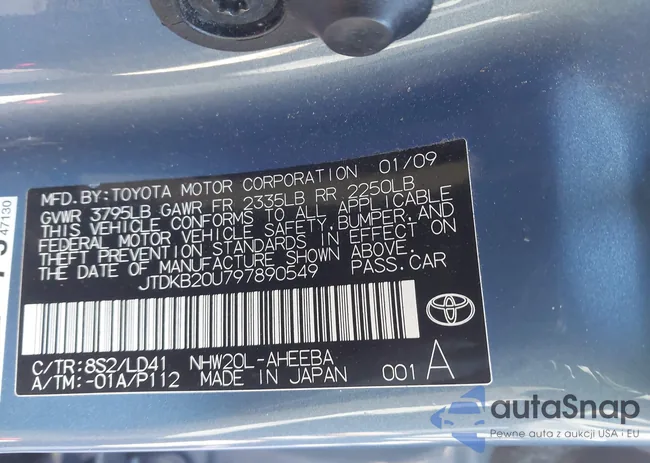 MFD. BY: TOYOTA MOTOR CORPORATION 01/09
GVWR 3795LB GAWR FR 2335LB RR 2250LB
THIS VEHICLE CONFORMS TO ALL APPLICABLE
FEDERAL MOTOR VEHICLE SAFETY, BUMPER, AND
THEFT PREVENTION STANDARDS IN EFFECT ON
THE DATE OF MANUFACTURE SHOWN ABOVE.
JTDKB20U797890549 PASS. CAR
C/TR: 8S2/LD41 NHW20L-AHEEBA
A/TM: -01A/P112 MADE IN JAPAN 001 A
47130
autaSnap
Pewne auta z aukcji USA i EU